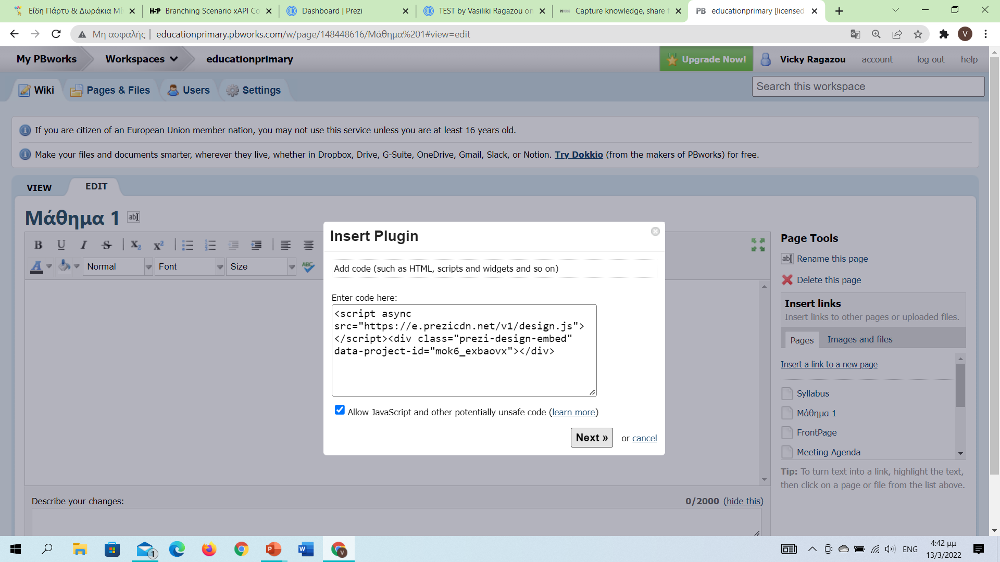 Είδη Πάρτυ & Δωράκια Μί
H-P Branching Scenario xAPI Co
Dashboard | Prezi
TEST by Vasiliki Ragazou on
Capture knowledge, share f
PB educationprimary [licensed
Μη ασφαλής | educationprimary.pbworks.com/w/page/148448616/Μάθημα%201#view=edit
V
My PBworks Workspaces educationprimary
Upgrade Now! Vicky Ragazou account log out help
Wiki Pages & Files Users Settings
Search this workspace
If you are citizen of an European Union member nation, you may not use this service unless you are at least 16 years old.
Make your files and documents smarter, wherever they live, whether in Dropbox, Drive, G-Suite, OneDrive, Gmail, Slack, or Notion. Try Dokkio (from the makers of PBworks) for free.
VIEW EDIT
Μάθημα 1
B U I S X2 X2
Normal Font Size ABC
Insert Plugin
Add code (such as HTML, scripts and widgets and so on)
Enter code here:
<script async
src="https://e.prezicdn.net/v1/design.js">
</script><div class="prezi-design-embed"
data-project-id="mok6_exbaovx"></div>
Allow JavaScript and other potentially unsafe code (learn more)
Next » or cancel
Page Tools
Rename this page
Delete this page
Insert links
Insert links to other pages or uploaded files.
Pages Images and files
Insert a link to a new page
Syllabus
Μάθημα 1
FrontPage
Meeting Agenda
Tip: To turn text into a link, highlight the text,
then click on a page or file from the list above.
Describe your changes:
0/2000 (hide this)
1
ENG
4:42 μμ
13/3/2022